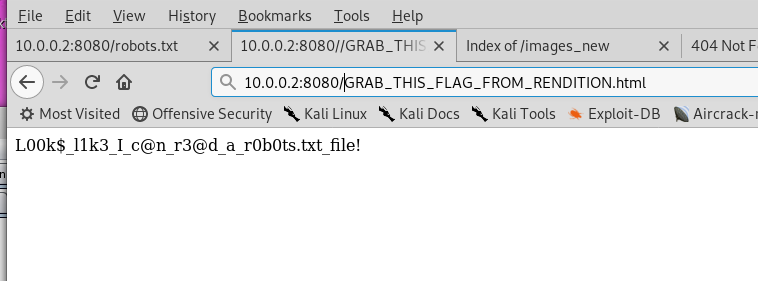 File Edit View History Bookmarks Tools Help
10.0.0.2:8080/robots.txt 10.0.0.2:8080//GRAB_THIS Index of /images_new 404 Not F
10.0.0.2:8080/GRAB_THIS_FLAG_FROM_RENDITION.html
Most Visited Offensive Security Kali Linux Kali Docs Kali Tools Exploit-DB Aircrack-n
L00k$_l1k3_I_c@n_r3@d_a_r0b0ts.txt_file!